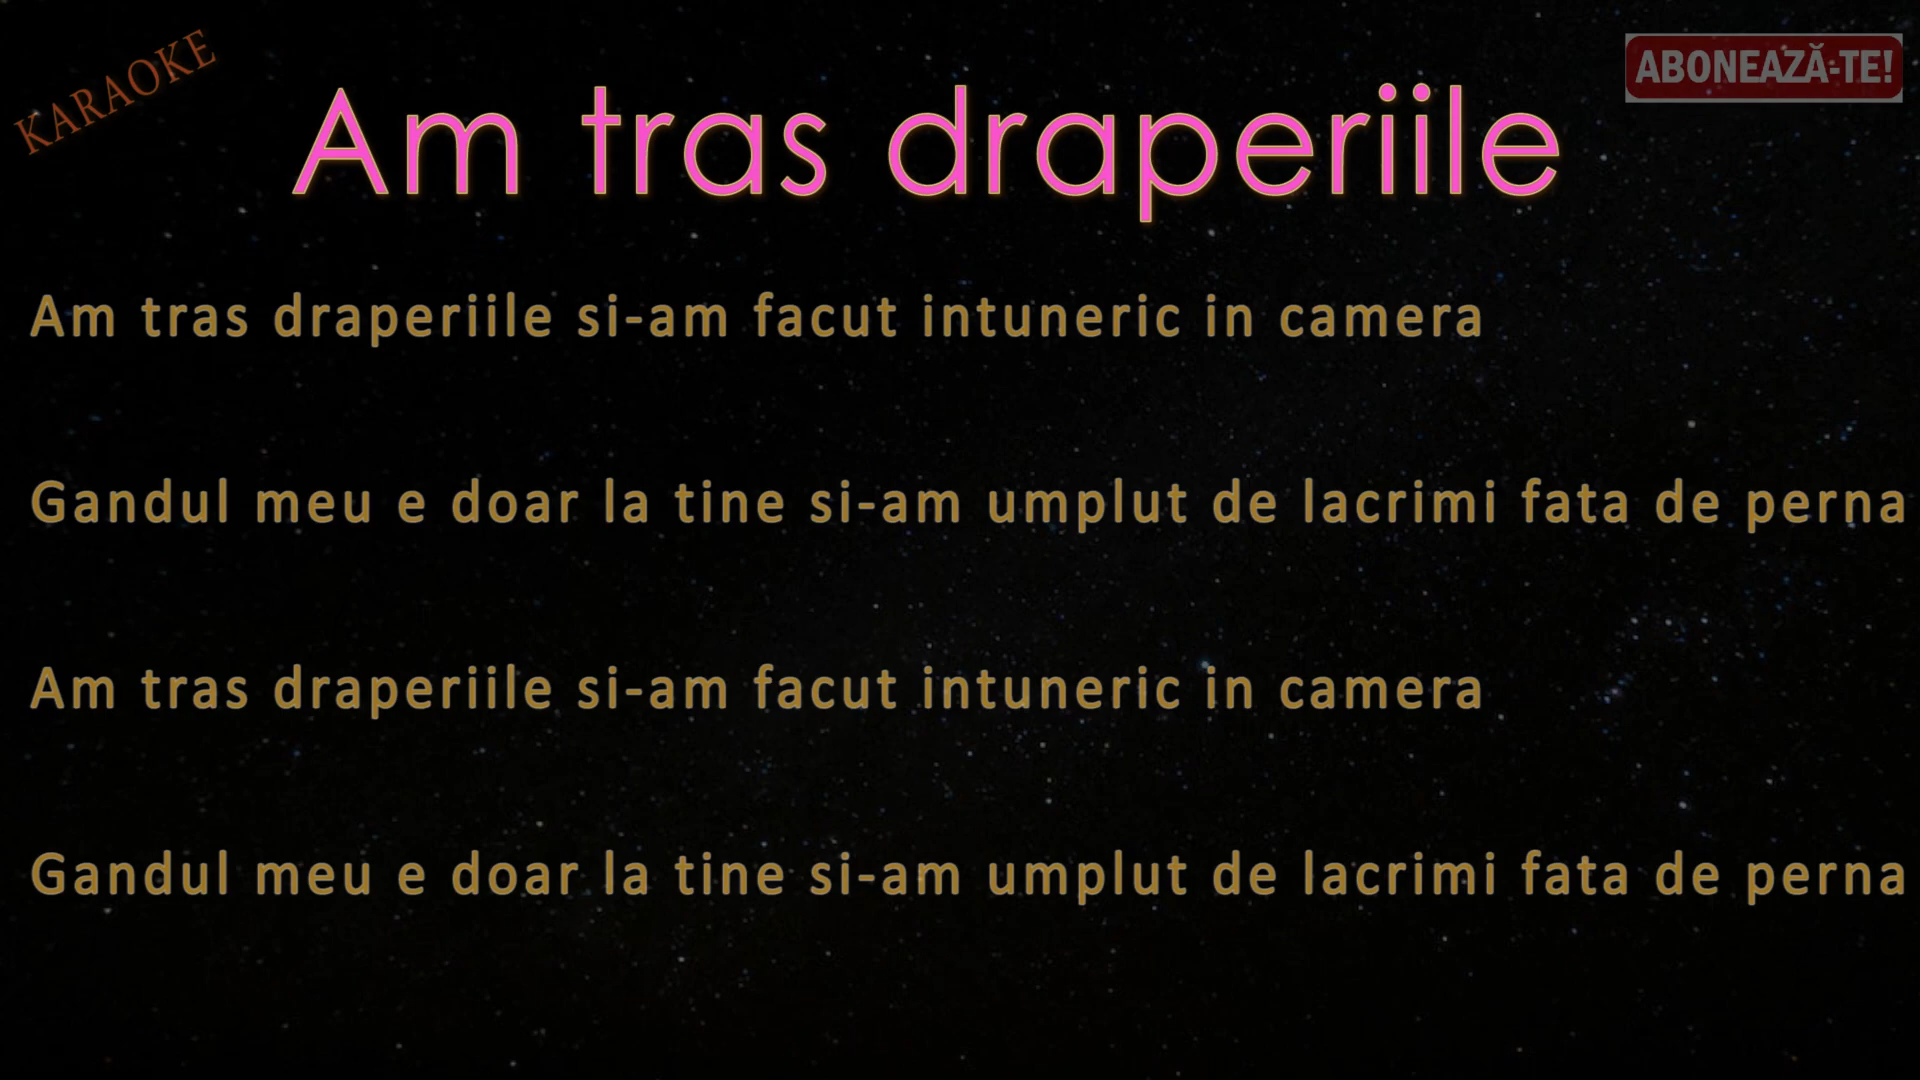 KARAOKE
ABONEAZĂ-TE!
Am tras draperiile
Am tras draperiile si-am facut intuneric in camera
Gandul meu e doar la tine si-am umplut de lacrimi fata de perna
Am tras draperiile si-am facut intuneric in camera
Gandul meu e doar la tine si-am umplut de lacrimi fata de perna